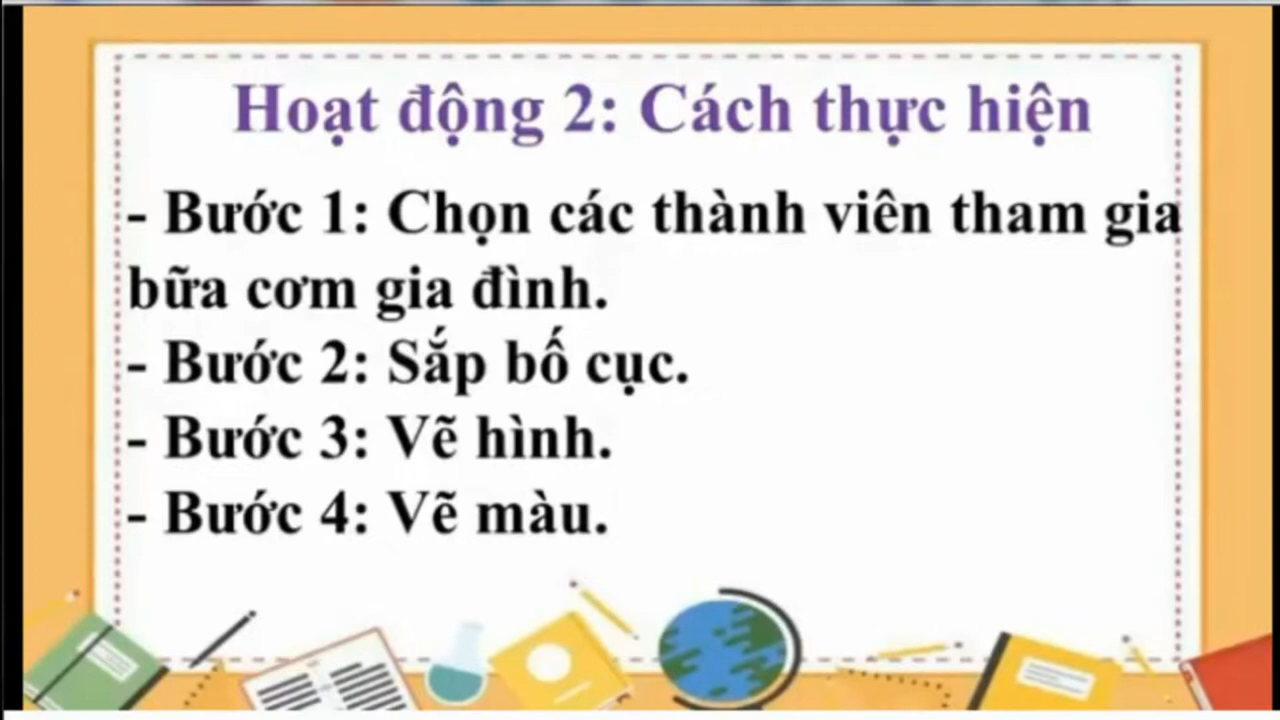 Hoạt động 2: Cách thực hiện
- Bước 1: Chọn các thành viên tham gia
bữa cơm gia đình.
- Bước 2: Sắp bố cục.
- Bước 3: Vẽ hình.
- Bước 4: Vẽ màu.